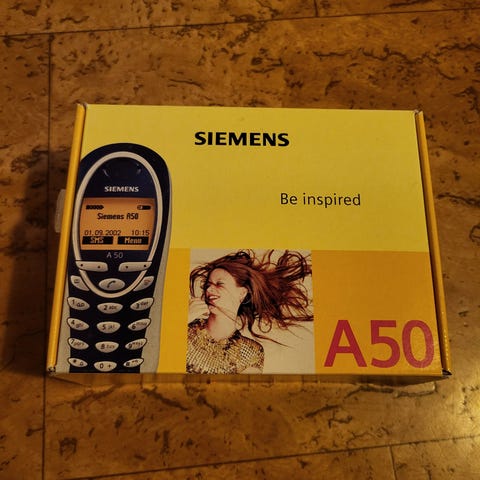 SIEMENS
Be inspired
SIEMENS
Siemens A50
01.09.2002 10:15
SMS Menu
A 50
A50